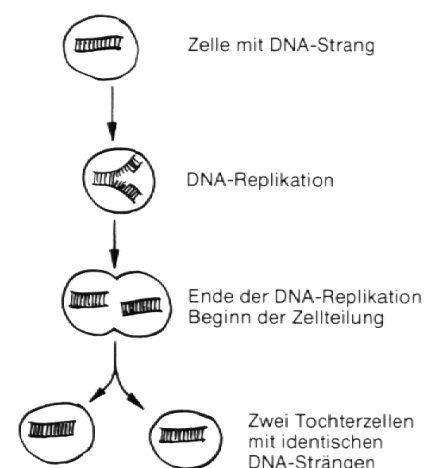 Zelle mit DNA-Strang
DNA-Replikation
Ende der DNA-Replikation
Beginn der Zellteilung
Zwei Tochterzellen
mit identischen
DNA-Strängen